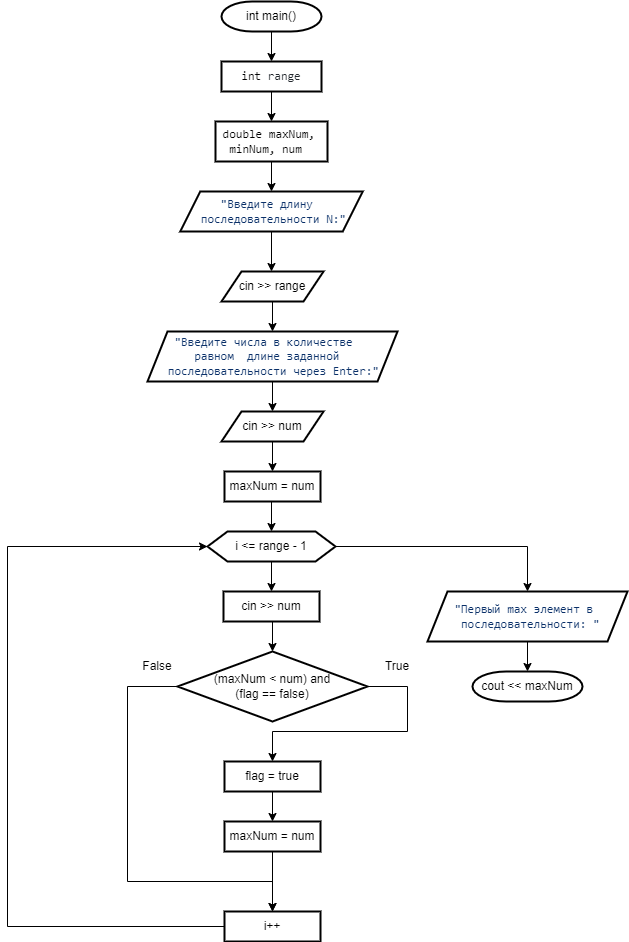 int main()
int range
double maxNum,
minNum, num
"Введите длину
последовательности N:"
cin >> range
"Введите числа в количестве
равном длине заданной
последовательности через Enter:"
cin >> num
maxNum = num
i <= range - 1
cin >> num
"Первый max элемент в
последовательности: "
False
True
(maxNum < num) and
(flag == false)
cout << maxNum
flag = true
maxNum = num
i++